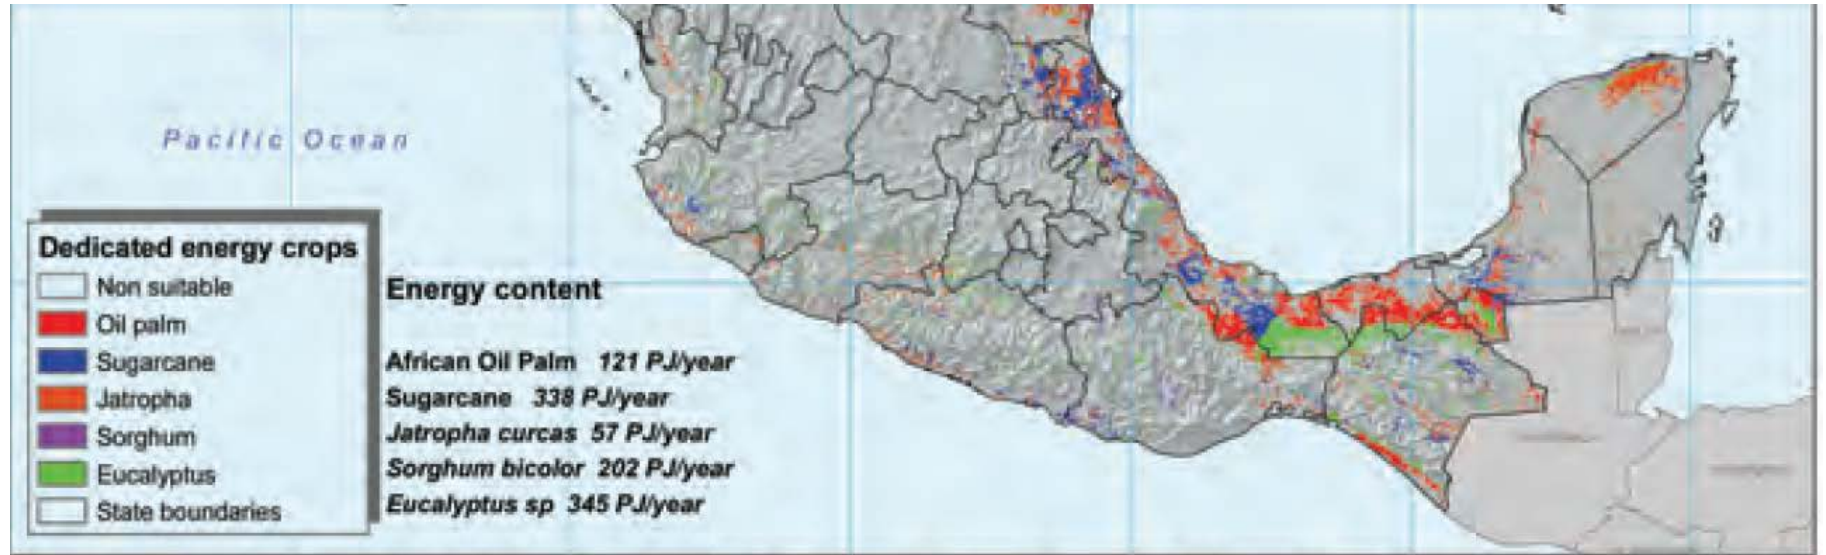 Pacific Ocean
Dedicated energy crops
Non suitable
Oil palm
Sugarcane
Jatropha
Sorghum
Eucalyptus
State boundaries
Energy content
African Oil Palm 121 PJ/year
Sugarcane 338 PJ/year
Jatropha curcas 57 PJ/year
Sorghum bicolor 202 PJ/year
Eucalyptus sp 345 PJ/year